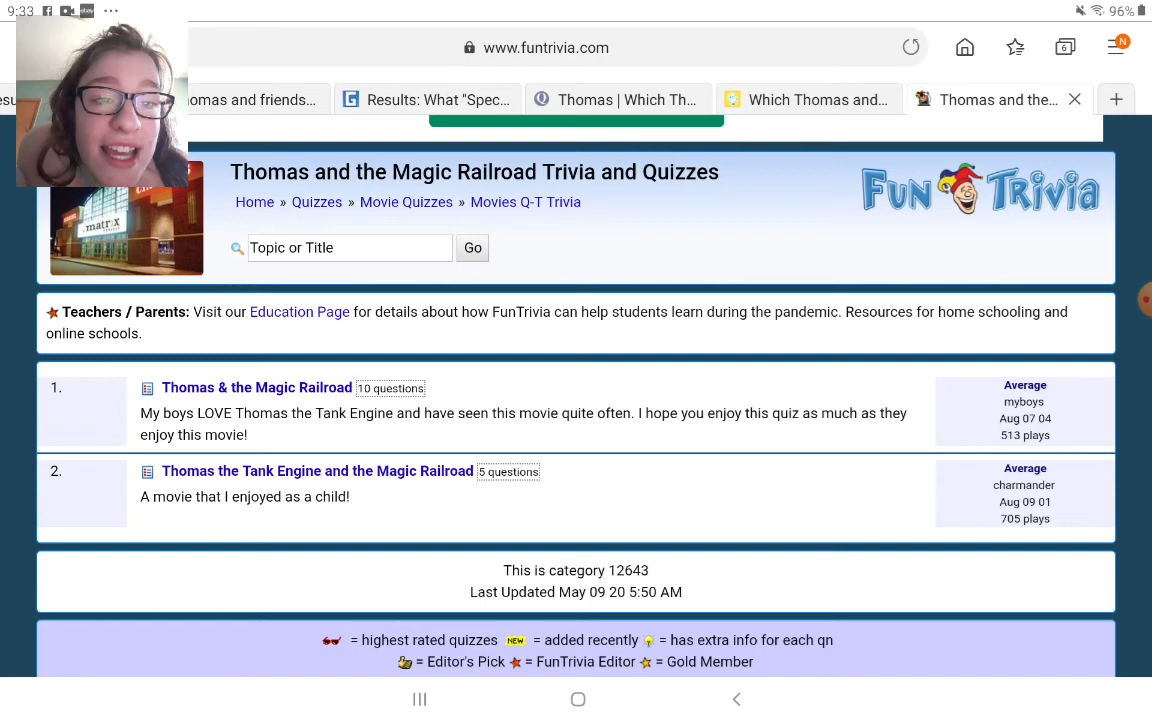 9:33
96%
www.funtrivia.com
6
N
omas and friends...
Results: What "Spec...
Thomas | Which Th...
Which Thomas and...
Thomas and the...
Thomas and the Magic Railroad Trivia and Quizzes
Home » Quizzes » Movie Quizzes » Movies Q-T Trivia
Fun Trivia
matrix
Topic or Title
Go
Teachers / Parents: Visit our Education Page for details about how FunTrivia can help students learn during the pandemic. Resources for home schooling and
online schools.
1.
Thomas & the Magic Railroad 10 questions
My boys LOVE Thomas the Tank Engine and have seen this movie quite often. I hope you enjoy this quiz as much as they
enjoy this movie!
Average
myboys
Aug 07 04
513 plays
2.
Thomas the Tank Engine and the Magic Railroad 5 questions
A movie that I enjoyed as a child!
Average
charmander
Aug 09 01
705 plays
This is category 12643
Last Updated May 09 20 5:50 AM
= highest rated quizzes NEW = added recently = has extra info for each qn
= Editor's Pick = FunTrivia Editor = Gold Member